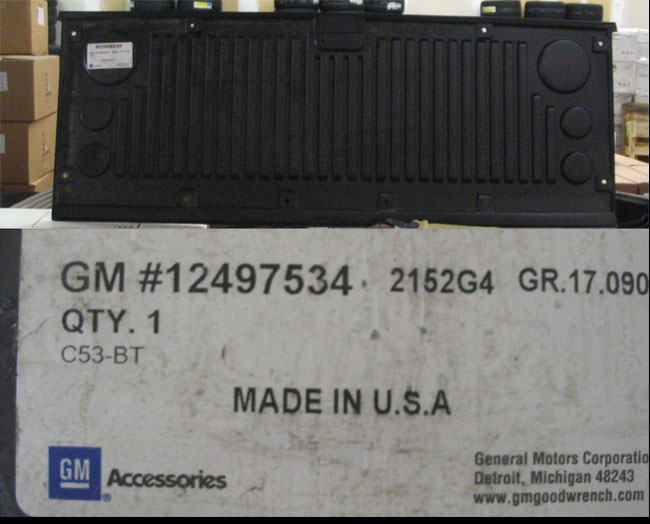 GM #12497534 2152G4 GR.17.090
QTY. 1
C53-BT
MADE IN U.S.A
GM Accessories
General Motors Corporatio
Detroit, Michigan 48243
www.gmgoodwrench.com